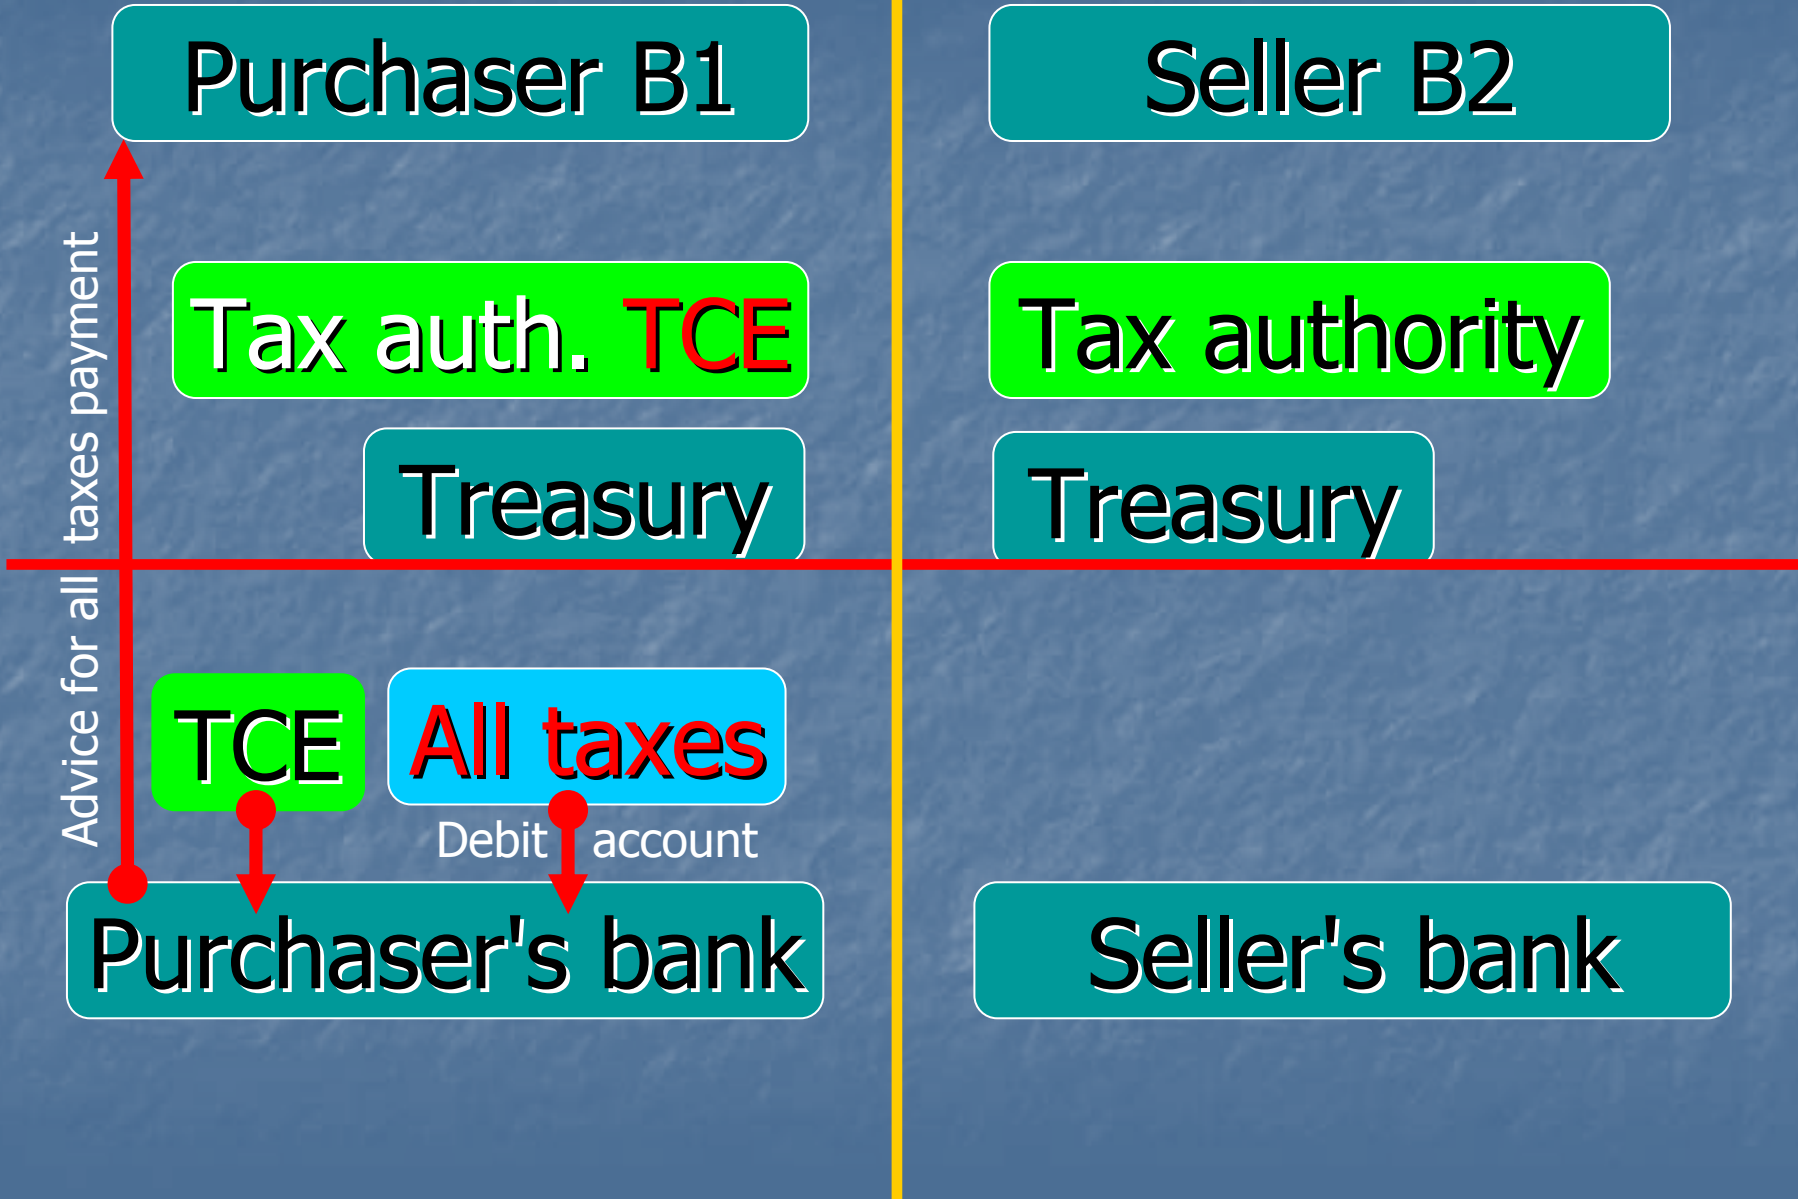 Purchaser B1
Seller B2
Advice for all taxes payment
Tax auth. TCE
Tax authority
Treasury
Treasury
TCE
All taxes
Debit account
Purchaser's bank
Seller's bank